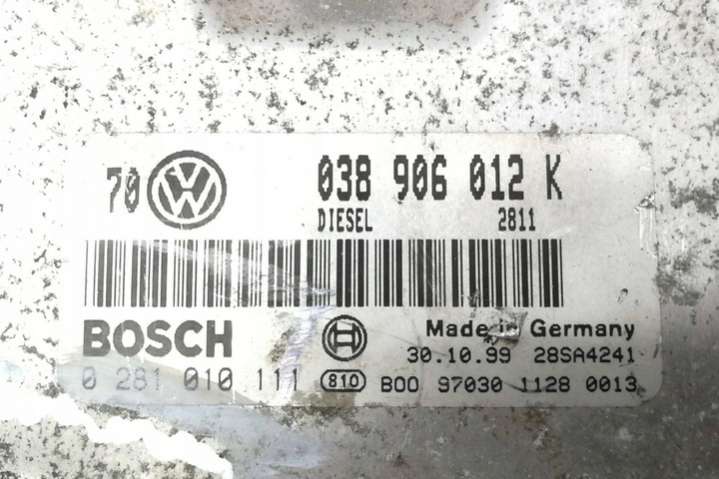 70 VW 038 906 012 K
DIESEL 2811
BOSCH Made in Germany
30.10.99 28SA4241
0 281 010 111 810 B00 97030 1128 0013